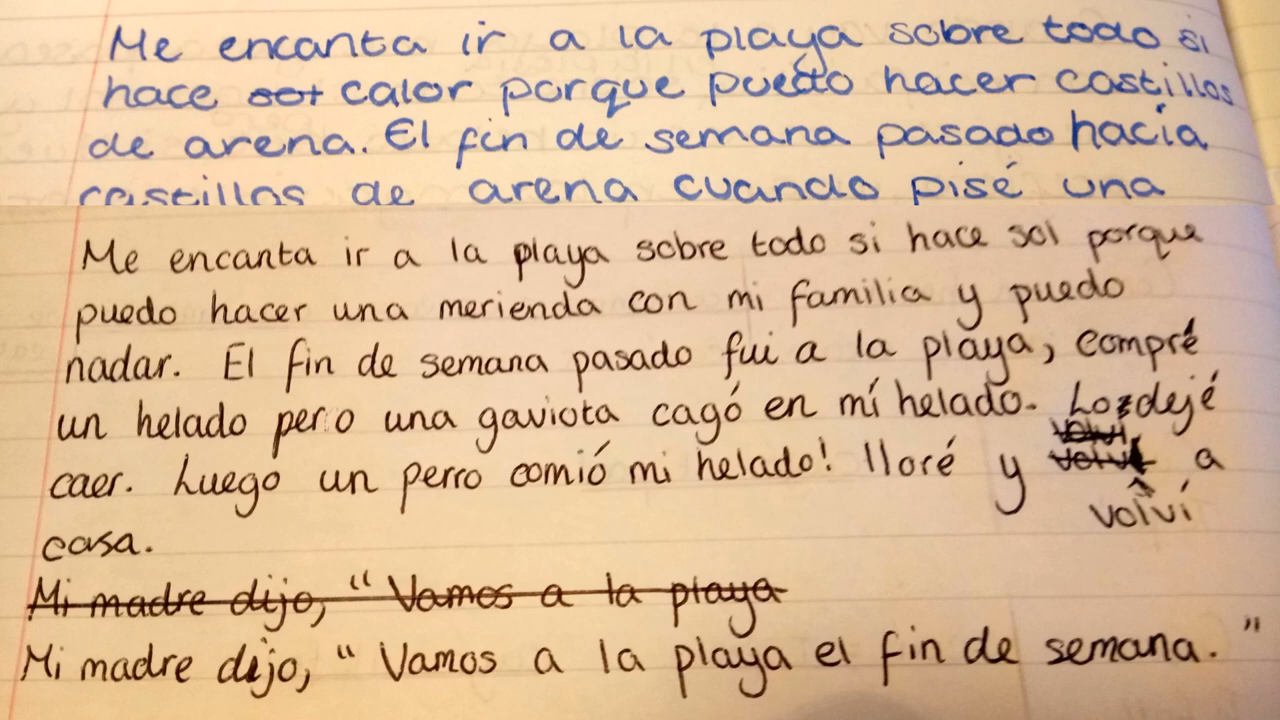 Me encanta ir a la playa sobre todo si
hace sol calor porque puedo hacer castillos
de arena. El fin de semana pasado hacía
castillos de arena cuando pisé una
Me encanta ir a la playa sobre todo si hace sol porque
puedo hacer una merienda con mi familia y puedo
nadar. El fin de semana pasado fui a la playa, compré
un helado pero una gaviota cagó en mí helado. Lo dejé
caer. Luego un perro comió mi helado! lloré y a
volví
casa.
Mi madre dijo, “Vamos a la playa
Mi madre dijo, “Vamos a la playa el fin de semana.”